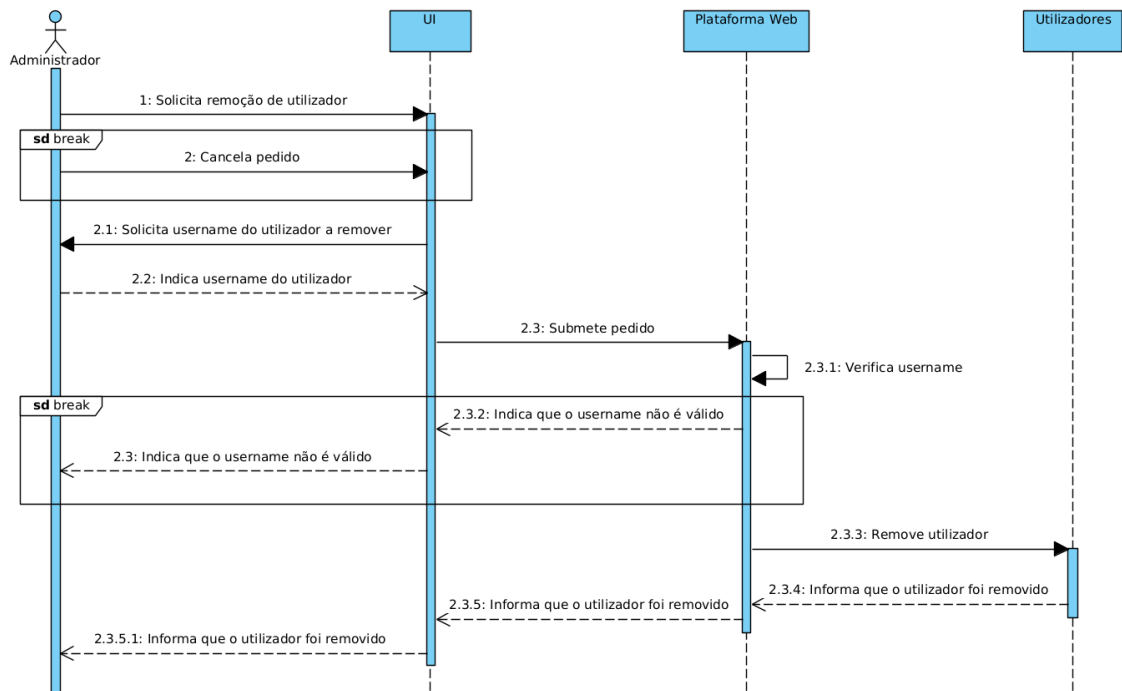 UI
Plataforma Web
Utilizadores
Administrador
1: Solicita remoção de utilizador
sd break
2: Cancela pedido
2.1: Solicita username do utilizador a remover
2.2: Indica username do utilizador
2.3: Submete pedido
2.3.1: Verifica username
sd break
2.3.2: Indica que o username não é válido
2.3: Indica que o username não é válido
2.3.3: Remove utilizador
2.3.4: Informa que o utilizador foi removido
2.3.5: Informa que o utilizador foi removido
2.3.5.1: Informa que o utilizador foi removido